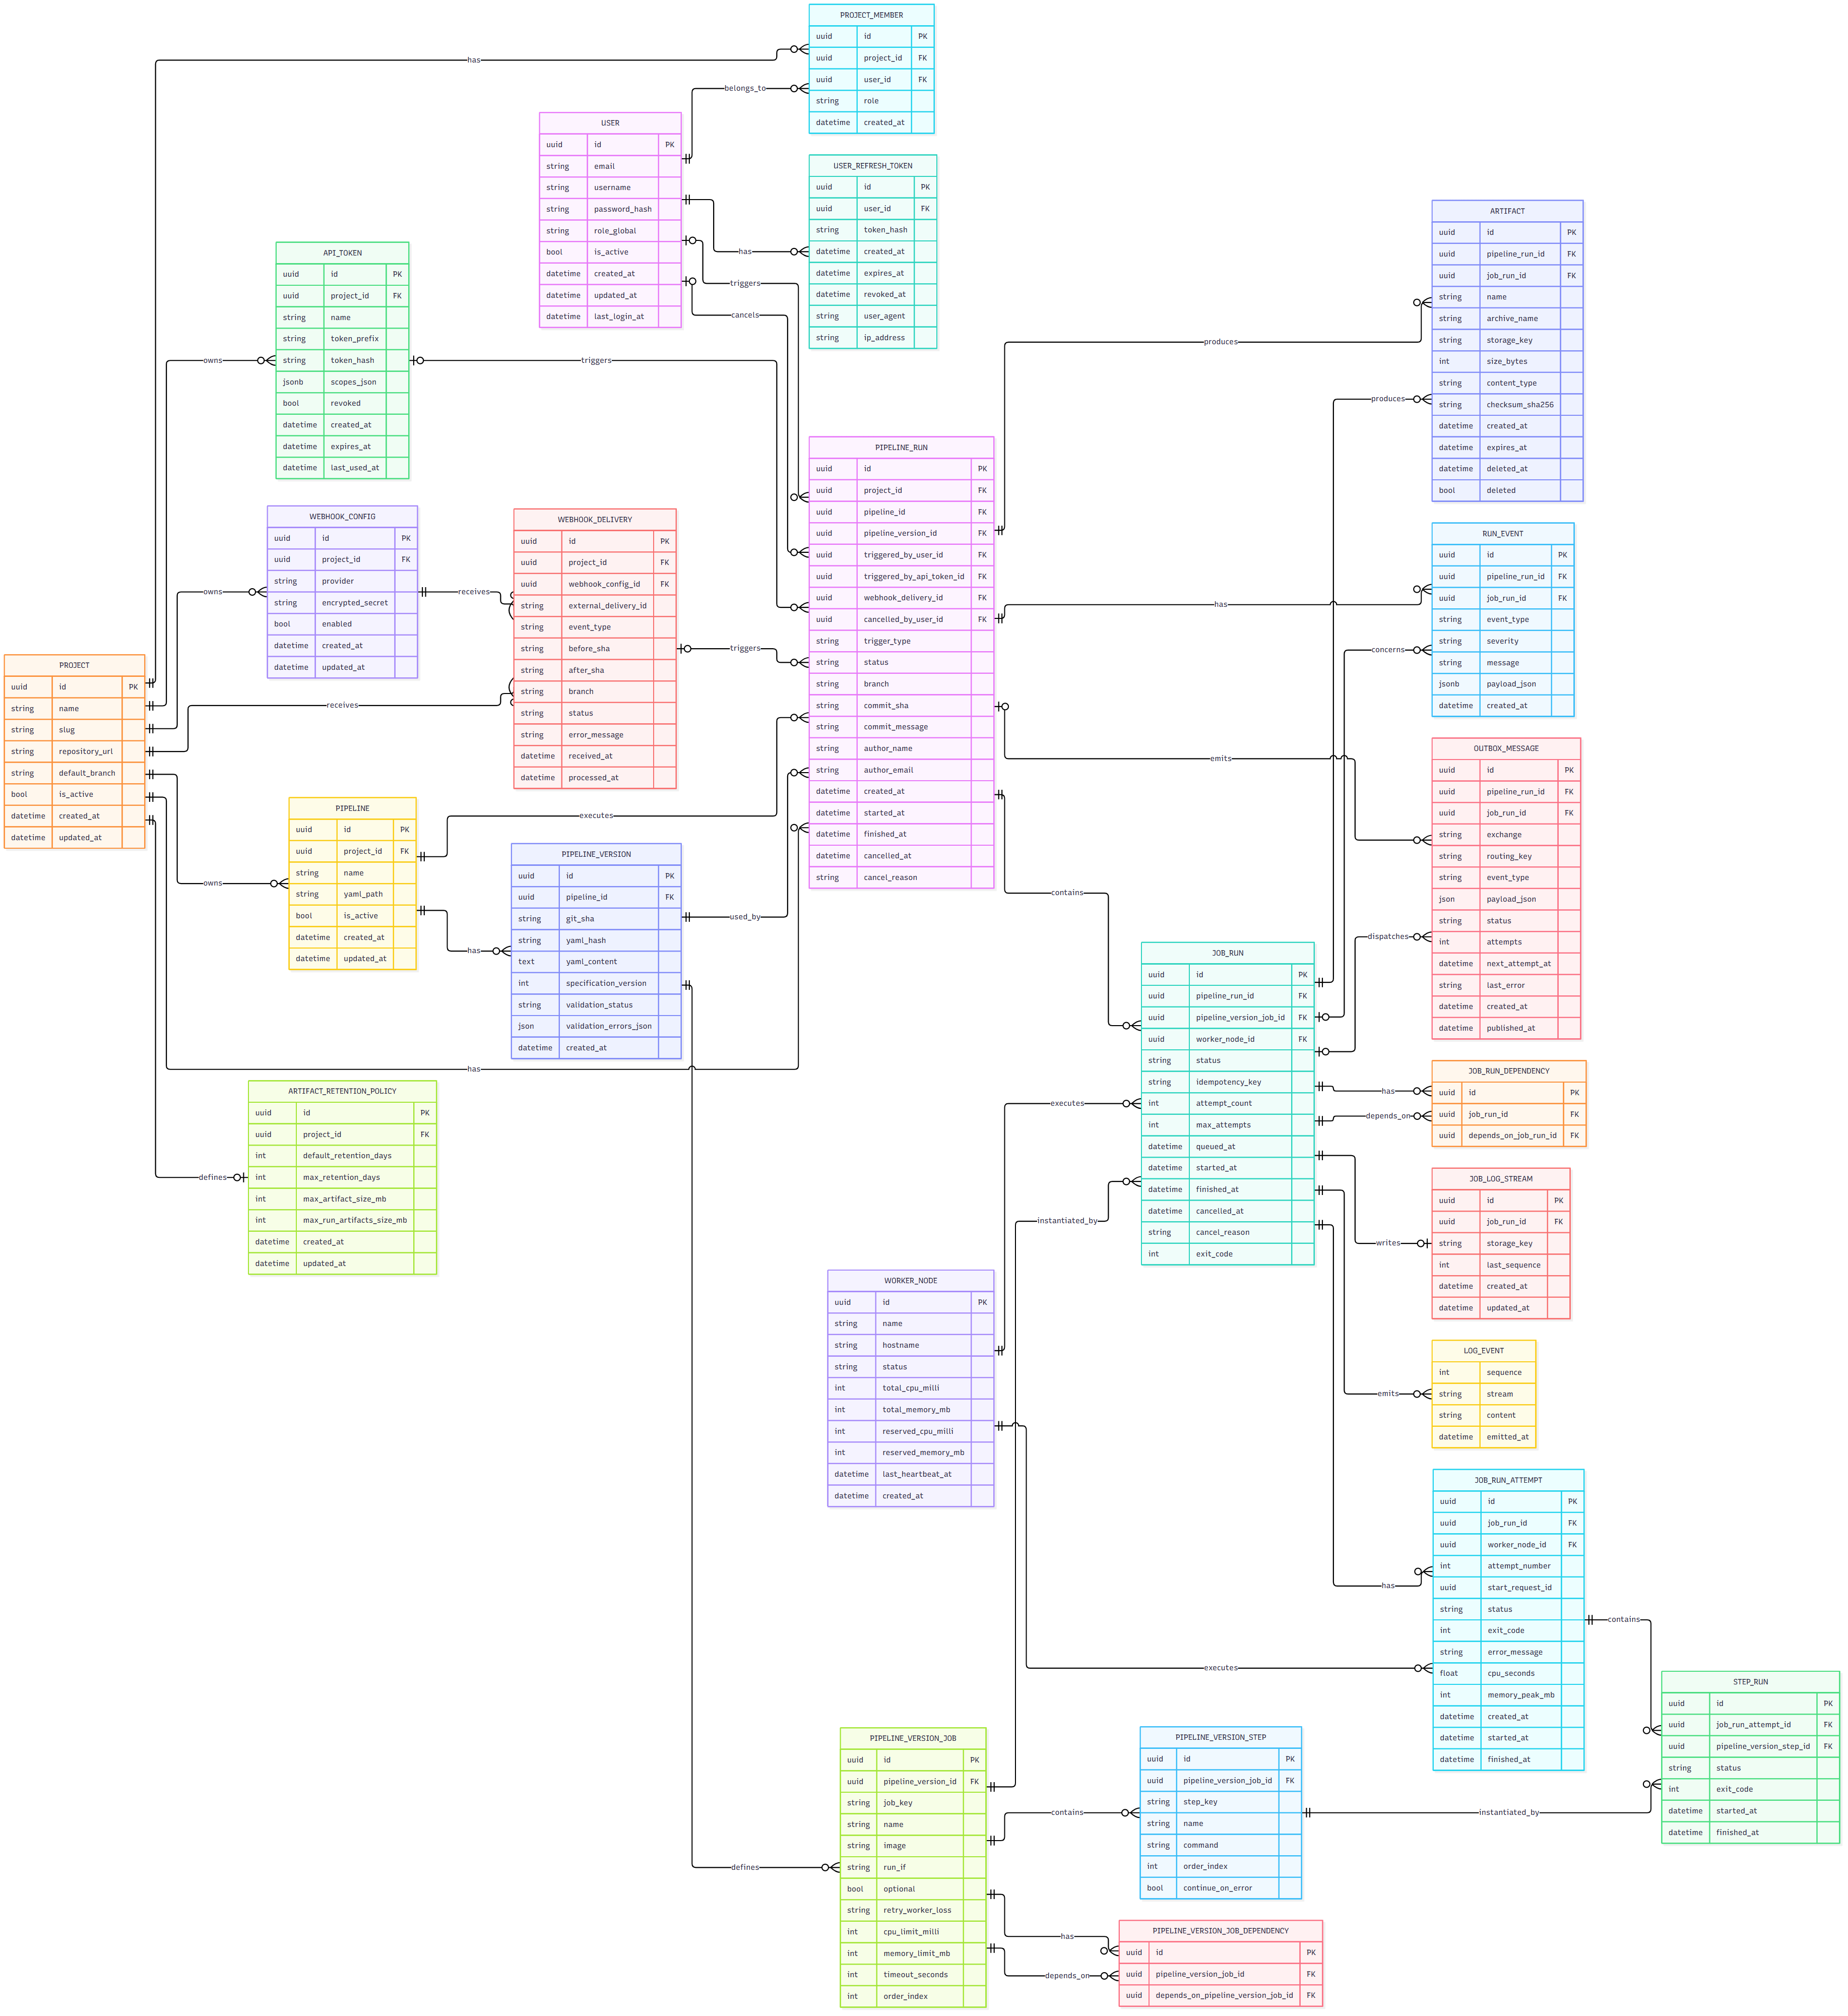 PROJECT_MEMBER
uuid id PK
uuid project_id FK
uuid user_id FK
string role
datetime created_at
has
belongs_to
USER
uuid id PK
string email
string username
string password_hash
string role_global
bool is_active
datetime created_at
datetime updated_at
datetime last_login_at
USER_REFRESH_TOKEN
uuid id PK
uuid user_id FK
string token_hash
datetime created_at
datetime expires_at
datetime revoked_at
string user_agent
string ip_address
has
triggers
cancels
API_TOKEN
uuid id PK
uuid project_id FK
string name
string token_prefix
string token_hash
jsonb scopes_json
bool revoked
datetime created_at
datetime expires_at
datetime last_used_at
owns
triggers
ARTIFACT
uuid id PK
uuid pipeline_run_id FK
uuid job_run_id FK
string name
string archive_name
string storage_key
int size_bytes
string content_type
string checksum_sha256
datetime created_at
datetime expires_at
datetime deleted_at
bool deleted
produces
produces
PIPELINE_RUN
uuid id PK
uuid project_id FK
uuid pipeline_id FK
uuid pipeline_version_id FK
uuid triggered_by_user_id FK
uuid triggered_by_api_token_id FK
uuid webhook_delivery_id FK
uuid cancelled_by_user_id FK
string trigger_type
string status
string branch
string commit_sha
string commit_message
string author_name
string author_email
datetime created_at
datetime started_at
datetime finished_at
datetime cancelled_at
string cancel_reason
WEBHOOK_CONFIG
uuid id PK
uuid project_id FK
string provider
string encrypted_secret
bool enabled
datetime created_at
datetime updated_at
owns
receives
WEBHOOK_DELIVERY
uuid id PK
uuid project_id FK
uuid webhook_config_id FK
string external_delivery_id
string event_type
string before_sha
string after_sha
string branch
string status
string error_message
datetime received_at
datetime processed_at
triggers
receives
RUN_EVENT
uuid id PK
uuid pipeline_run_id FK
uuid job_run_id FK
string event_type
string severity
string message
jsonb payload_json
datetime created_at
has
concerns
PROJECT
uuid id PK
string name
string slug
string repository_url
string default_branch
bool is_active
datetime created_at
datetime updated_at
OUTBOX_MESSAGE
uuid id PK
uuid pipeline_run_id FK
uuid job_run_id FK
string exchange
string routing_key
string event_type
json payload_json
string status
int attempts
datetime next_attempt_at
string last_error
datetime created_at
datetime published_at
emits
dispatches
PIPELINE
uuid id PK
uuid project_id FK
string name
string yaml_path
bool is_active
datetime created_at
datetime updated_at
owns
executes
has
PIPELINE_VERSION
uuid id PK
uuid pipeline_id FK
string git_sha
string yaml_hash
text yaml_content
int specification_version
string validation_status
json validation_errors_json
datetime created_at
used_by
contains
has
JOB_RUN
uuid id PK
uuid pipeline_run_id FK
uuid pipeline_version_job_id FK
uuid worker_node_id FK
string status
string idempotency_key
int attempt_count
int max_attempts
datetime queued_at
datetime started_at
datetime finished_at
datetime cancelled_at
string cancel_reason
int exit_code
executes
instantiated_by
JOB_RUN_DEPENDENCY
uuid id PK
uuid job_run_id FK
uuid depends_on_job_run_id FK
has
depends_on
ARTIFACT_RETENTION_POLICY
uuid id PK
uuid project_id FK
int default_retention_days
int max_retention_days
int max_artifact_size_mb
int max_run_artifacts_size_mb
datetime created_at
datetime updated_at
defines
JOB_LOG_STREAM
uuid id PK
uuid job_run_id FK
string storage_key
int last_sequence
datetime created_at
datetime updated_at
writes
WORKER_NODE
uuid id PK
string name
string hostname
string status
int total_cpu_milli
int total_memory_mb
int reserved_cpu_milli
int reserved_memory_mb
datetime last_heartbeat_at
datetime created_at
LOG_EVENT
int sequence
string stream
string content
datetime emitted_at
emits
JOB_RUN_ATTEMPT
uuid id PK
uuid job_run_id FK
uuid worker_node_id FK
int attempt_number
uuid start_request_id
string status
int exit_code
string error_message
float cpu_seconds
int memory_peak_mb
datetime created_at
datetime started_at
datetime finished_at
has
executes
contains
STEP_RUN
uuid id PK
uuid job_run_attempt_id FK
uuid pipeline_version_step_id FK
string status
int exit_code
datetime started_at
datetime finished_at
PIPELINE_VERSION_JOB
uuid id PK
uuid pipeline_version_id FK
string job_key
string name
string image
string run_if
bool optional
string retry_worker_loss
int cpu_limit_milli
int memory_limit_mb
int timeout_seconds
int order_index
defines
contains
PIPELINE_VERSION_STEP
uuid id PK
uuid pipeline_version_job_id FK
string step_key
string name
string command
int order_index
bool continue_on_error
instantiated_by
has
depends_on
PIPELINE_VERSION_JOB_DEPENDENCY
uuid id PK
uuid pipeline_version_job_id FK
uuid depends_on_pipeline_version_job_id FK